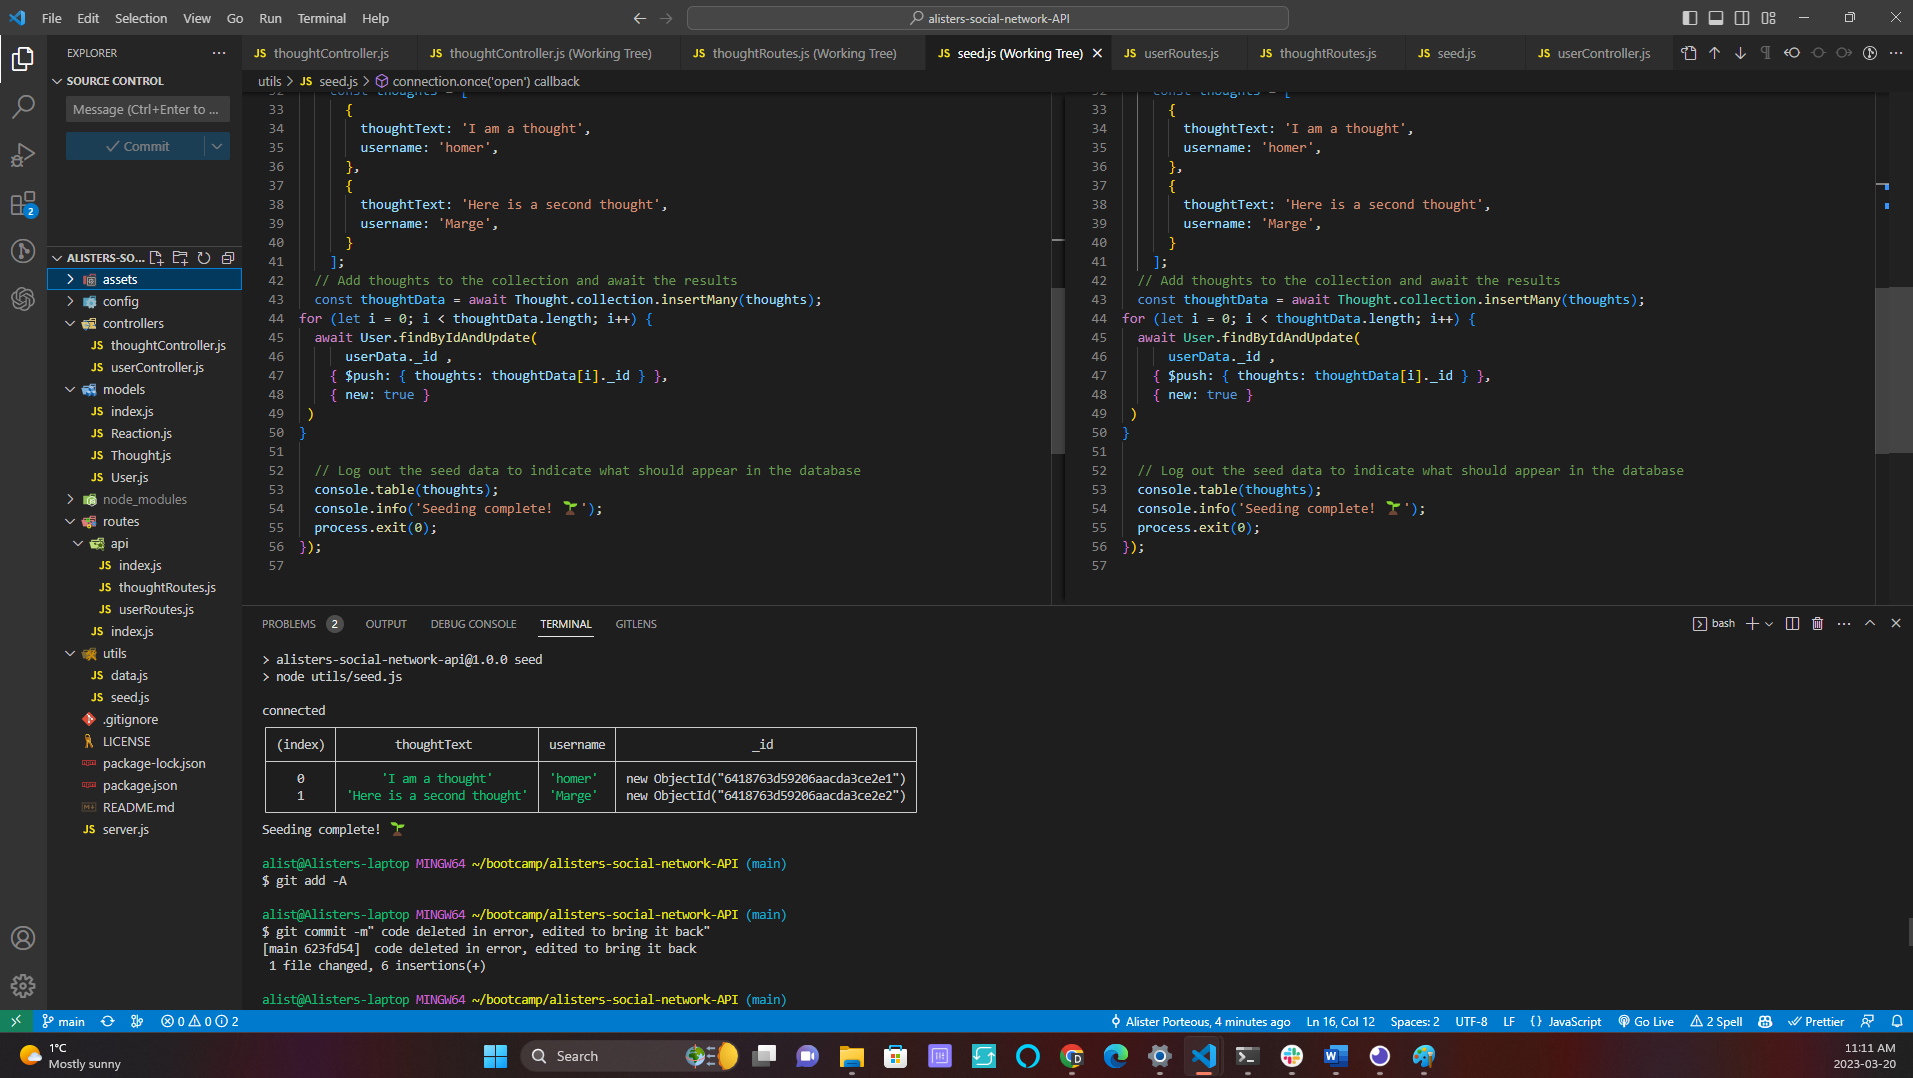 File Edit Selection View Go Run Terminal Help
alisters-social-network-API
EXPLORER
thoughtController.js
thoughtController.js (Working Tree)
thoughtRoutes.js (Working Tree)
seed.js (Working Tree)
userRoutes.js
thoughtRoutes.js
seed.js
userController.js
utils > JS seed.js > connection.once('open') callback
SOURCE CONTROL
Message (Ctrl+Enter to ...
Commit
2
ALISTERS-SO...
assets
config
controllers
JS thoughtController.js
JS userController.js
models
JS index.js
JS Reaction.js
JS Thought.js
JS User.js
node_modules
routes
api
JS index.js
JS thoughtRoutes.js
JS userRoutes.js
JS index.js
utils
JS data.js
JS seed.js
.gitignore
LICENSE
package-lock.json
package.json
README.md
JS server.js
32 const thoughts = [
33 {
34 thoughtText: 'I am a thought',
35 username: 'homer',
36 },
37 {
38 thoughtText: 'Here is a second thought',
39 username: 'Marge',
40 }
41 ];
42 // Add thoughts to the collection and await the results
43 const thoughtData = await Thought.collection.insertMany(thoughts);
44 for (let i = 0; i < thoughtData.length; i++) {
45 await User.findByIdAndUpdate(
46 userData._id ,
47 { $push: { thoughts: thoughtData[i]._id } },
48 { new: true }
49 )
50 }
51
52 // Log out the seed data to indicate what should appear in the database
53 console.table(thoughts);
54 console.info('Seeding complete! 🌱');
55 process.exit(0);
56 });
57
32 const thoughts = [
33 {
34 thoughtText: 'I am a thought',
35 username: 'homer',
36 },
37 {
38 thoughtText: 'Here is a second thought',
39 username: 'Marge',
40 }
41 ];
42 // Add thoughts to the collection and await the results
43 const thoughtData = await Thought.collection.insertMany(thoughts);
44 for (let i = 0; i < thoughtData.length; i++) {
45 await User.findByIdAndUpdate(
46 userData._id ,
47 { $push: { thoughts: thoughtData[i]._id } },
48 { new: true }
49 )
50 }
51
52 // Log out the seed data to indicate what should appear in the database
53 console.table(thoughts);
54 console.info('Seeding complete! 🌱');
55 process.exit(0);
56 });
57
PROBLEMS 2 OUTPUT DEBUG CONSOLE TERMINAL GITLENS
bash
> alisters-social-network-api@1.0.0 seed
> node utils/seed.js
connected
(index) thoughtText username _id
0 'I am a thought' 'homer' new ObjectId("6418763d59206aacda3ce2e1")
1 'Here is a second thought' 'Marge' new ObjectId("6418763d59206aacda3ce2e2")
Seeding complete! 🌱
alist@Alisters-laptop MINGW64 ~/bootcamp/alisters-social-network-API (main)
$ git add -A
alist@Alisters-laptop MINGW64 ~/bootcamp/alisters-social-network-API (main)
$ git commit -m" code deleted in error, edited to bring it back"
[main 623fd54]  code deleted in error, edited to bring it back
1 file changed, 6 insertions(+)
alist@Alisters-laptop MINGW64 ~/bootcamp/alisters-social-network-API (main)
main 0 0 2 Alister Porteous, 4 minutes ago Ln 16, Col 12 Spaces: 2 UTF-8 LF {} JavaScript Go Live 2 Spell Prettier
1°C
Mostly sunny
Search
11:11 AM
2023-03-20